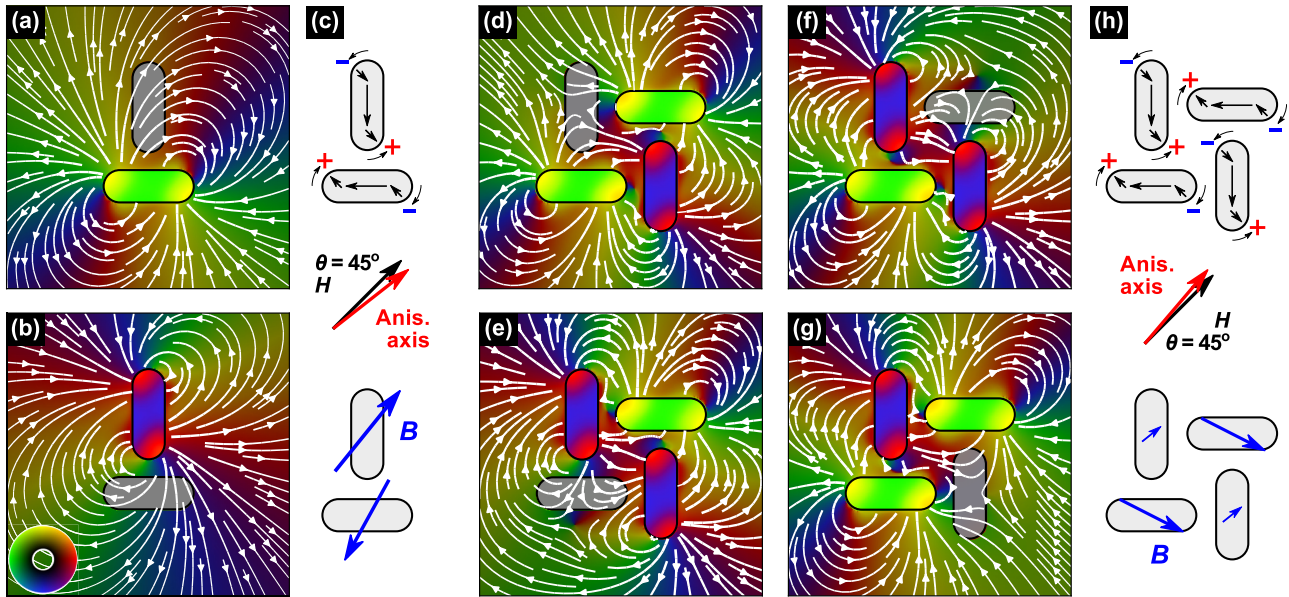 (a)
(c)
(d)
(f)
(h)
−
+
+
−
−
+
+
−
−
+
−
+
θ = 45°
H
Anis.
axis
Anis.
axis
H
θ = 45°
(b)
(e)
(g)
B
B